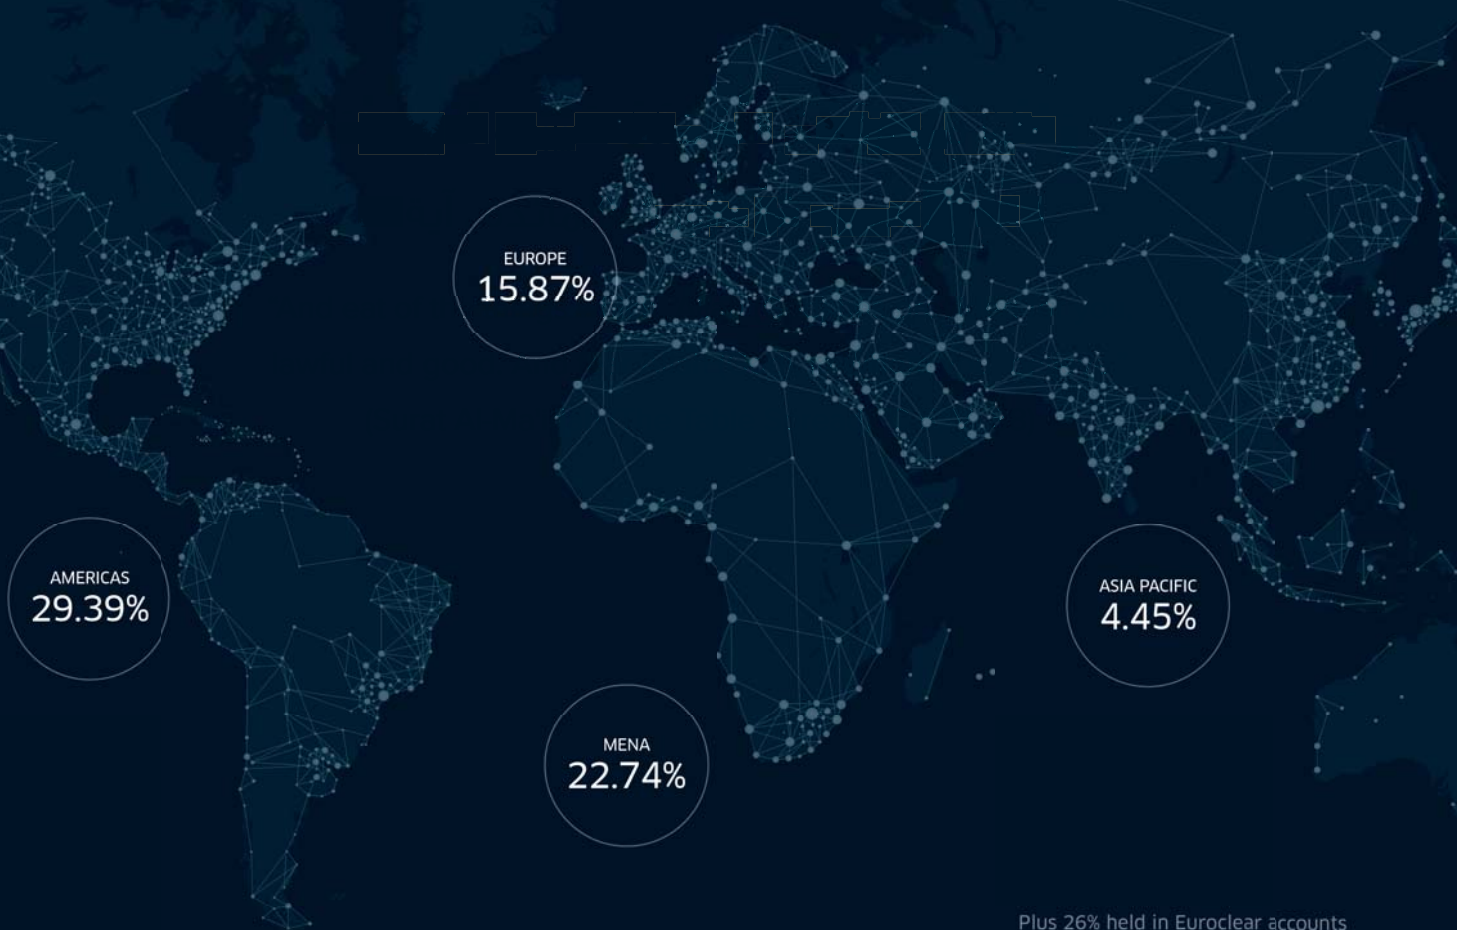 EUROPE
15.87%
AMERICAS
29.39%
ASIA PACIFIC
4.45%
MENA
22.74%
Plus 26% held in Euroclear accounts